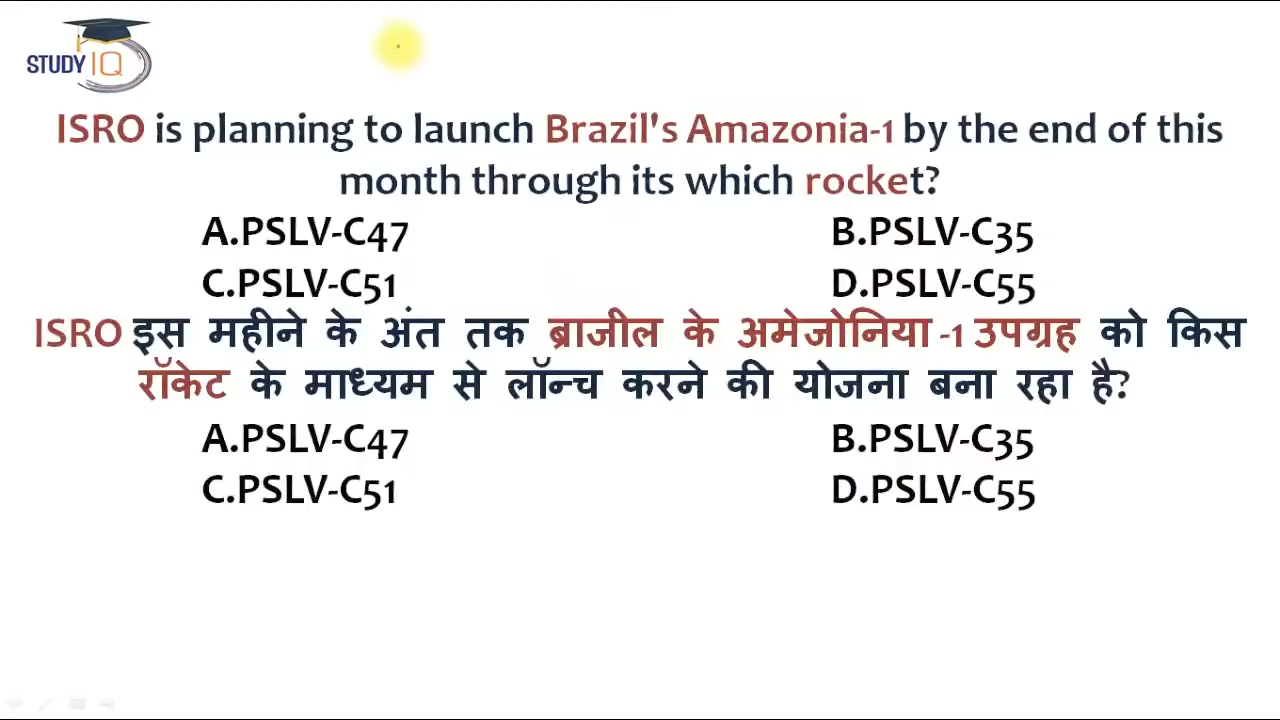 STUDY IQ
ISRO is planning to launch Brazil's Amazonia-1 by the end of this
month through its which rocket?
A.PSLV-C47 B.PSLV-C35
C.PSLV-C51 D.PSLV-C55
ISRO इस महीने के अंत तक ब्राजील के अमेजोनिया -1 उपग्रह को किस
रॉकेट के माध्यम से लॉन्च करने की योजना बना रहा है?
A.PSLV-C47 B.PSLV-C35
C.PSLV-C51 D.PSLV-C55